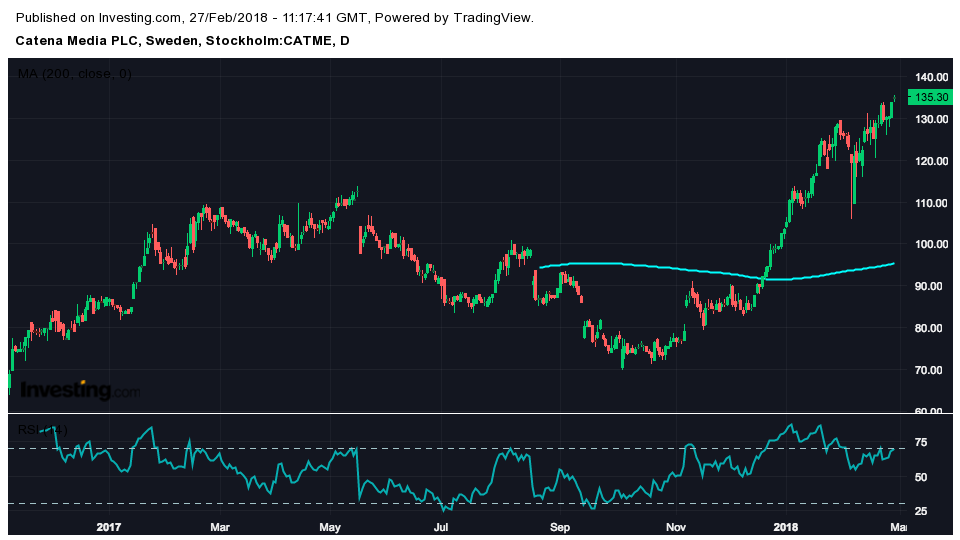 Published on Investing.com, 27/Feb/2018 - 11:17:41 GMT, Powered by TradingView.
Catena Media PLC, Sweden, Stockholm:CATME, D
MA (200, close, 0)
140.00
135.30
130.00
120.00
110.00
100.00
90.00
80.00
70.00
60.00
Investing.com
RSI (14)
75
50
25
2017
Mar
May
Jul
Sep
Nov
2018
Mar